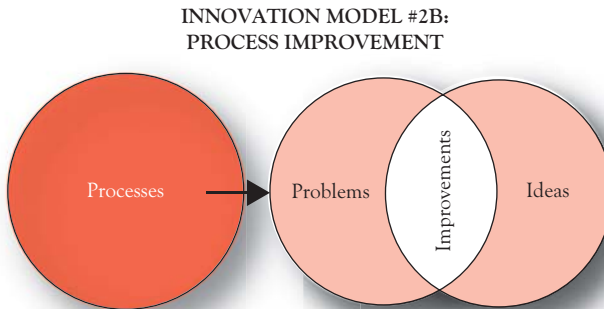 INNOVATION MODEL #2B:
PROCESS IMPROVEMENT
Processes
Problems
Improvements
Ideas